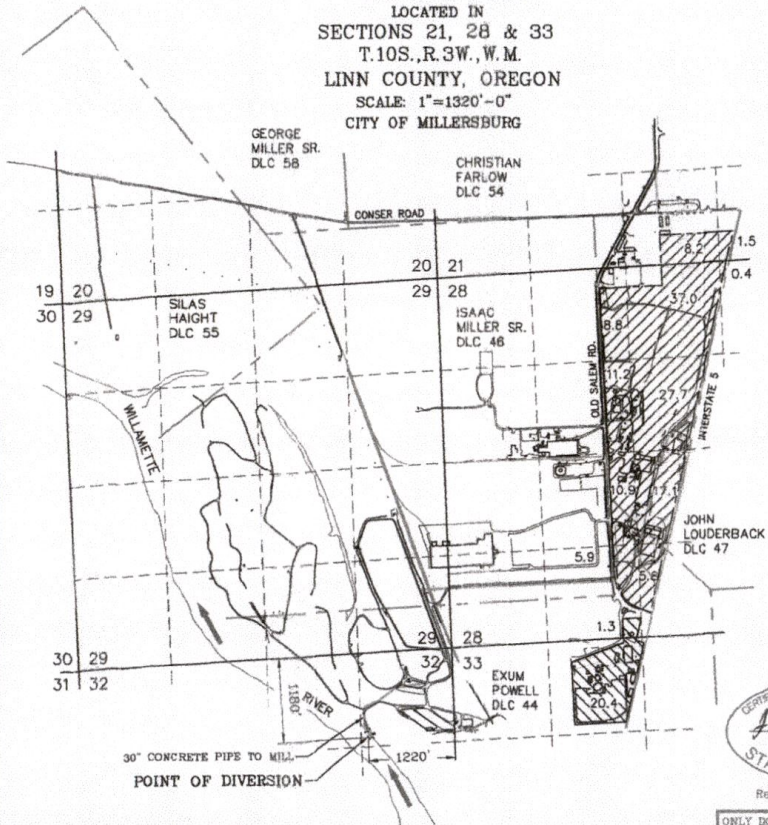 LOCATED IN
SECTIONS 21, 28 & 33
T.10S.,R.3W.,W.M.
LINN COUNTY, OREGON
SCALE: 1"=1320'-0"
CITY OF MILLERSBURG
GEORGE
MILLER SR.
DLC 58
CHRISTIAN
FARLOW
DLC 54
CONSER ROAD
8.2
1.5
0.4
20 21
29 28
19 20
30 29
37.0
SILAS
HAIGHT
DLC 55
ISAAC
MILLER SR.
DLC 46
8.8
OLD SALEM RD.
11.2
27.7
INTERSTATE 5
WILLAMETTE
10.9
17.1
JOHN
LOUDERBACK
DLC 47
5.9
5.6
1.3
29 28
32 33
30 29
31 32
EXUM
POWELL
DLC 44
20.4
RIVER
1180'
30" CONCRETE PIPE TO MILL
1220'
POINT OF DIVERSION
Re
ONLY DO